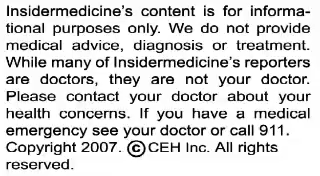 Insidermedicine's content is for informa-
tional purposes only. We do not provide
medical advice, diagnosis or treatment.
While many of Insidermedicine's reporters
are doctors, they are not your doctor.
Please contact your doctor about your
health concerns. If you have a medical
emergency see your doctor or call 911.
Copyright 2007. ©CEH Inc. All rights
reserved.